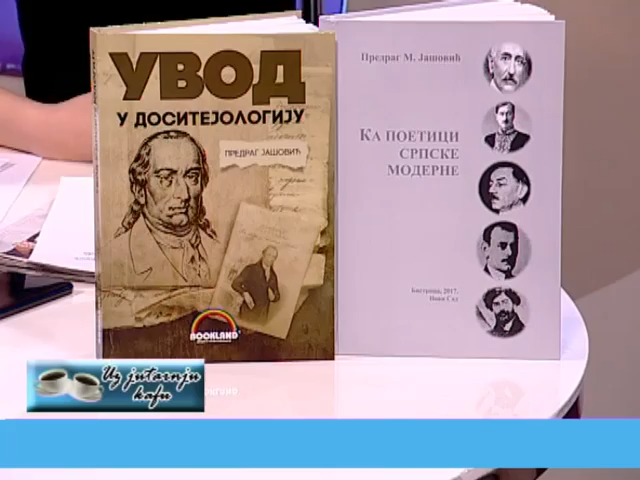 УВОД
У ДОСИТЕЈОЛОГИЈУ
ПРЕДРАГ ЈАШОВИЋ
BOOKLAND
Предраг М. Јашовић
КА ПОЕТИЦИ
СРПСКЕ
МОДЕРНЕ
Бистрица, 2017.
Нови Сад
Uz jutarnju
kafu